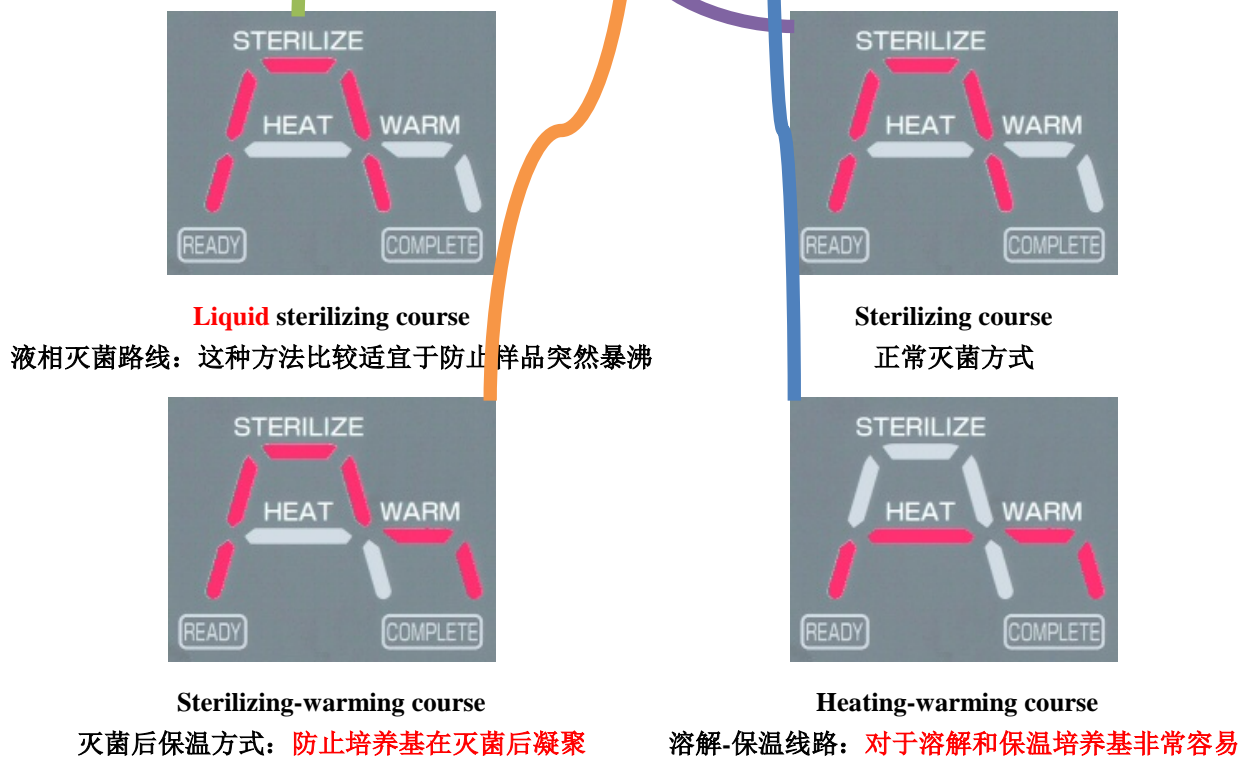 STERILIZE
HEAT WARM
READY COMPLETE
Liquid sterilizing course
液相灭菌路线：这种方法比较适宜于防止样品突然暴沸
STERILIZE
HEAT WARM
READY COMPLETE
Sterilizing course
正常灭菌方式
STERILIZE
HEAT WARM
READY COMPLETE
Sterilizing-warming course
灭菌后保温方式：防止培养基在灭菌后凝聚
STERILIZE
HEAT WARM
READY COMPLETE
Heating-warming course
溶解-保温线路：对于溶解和保温培养基非常容易